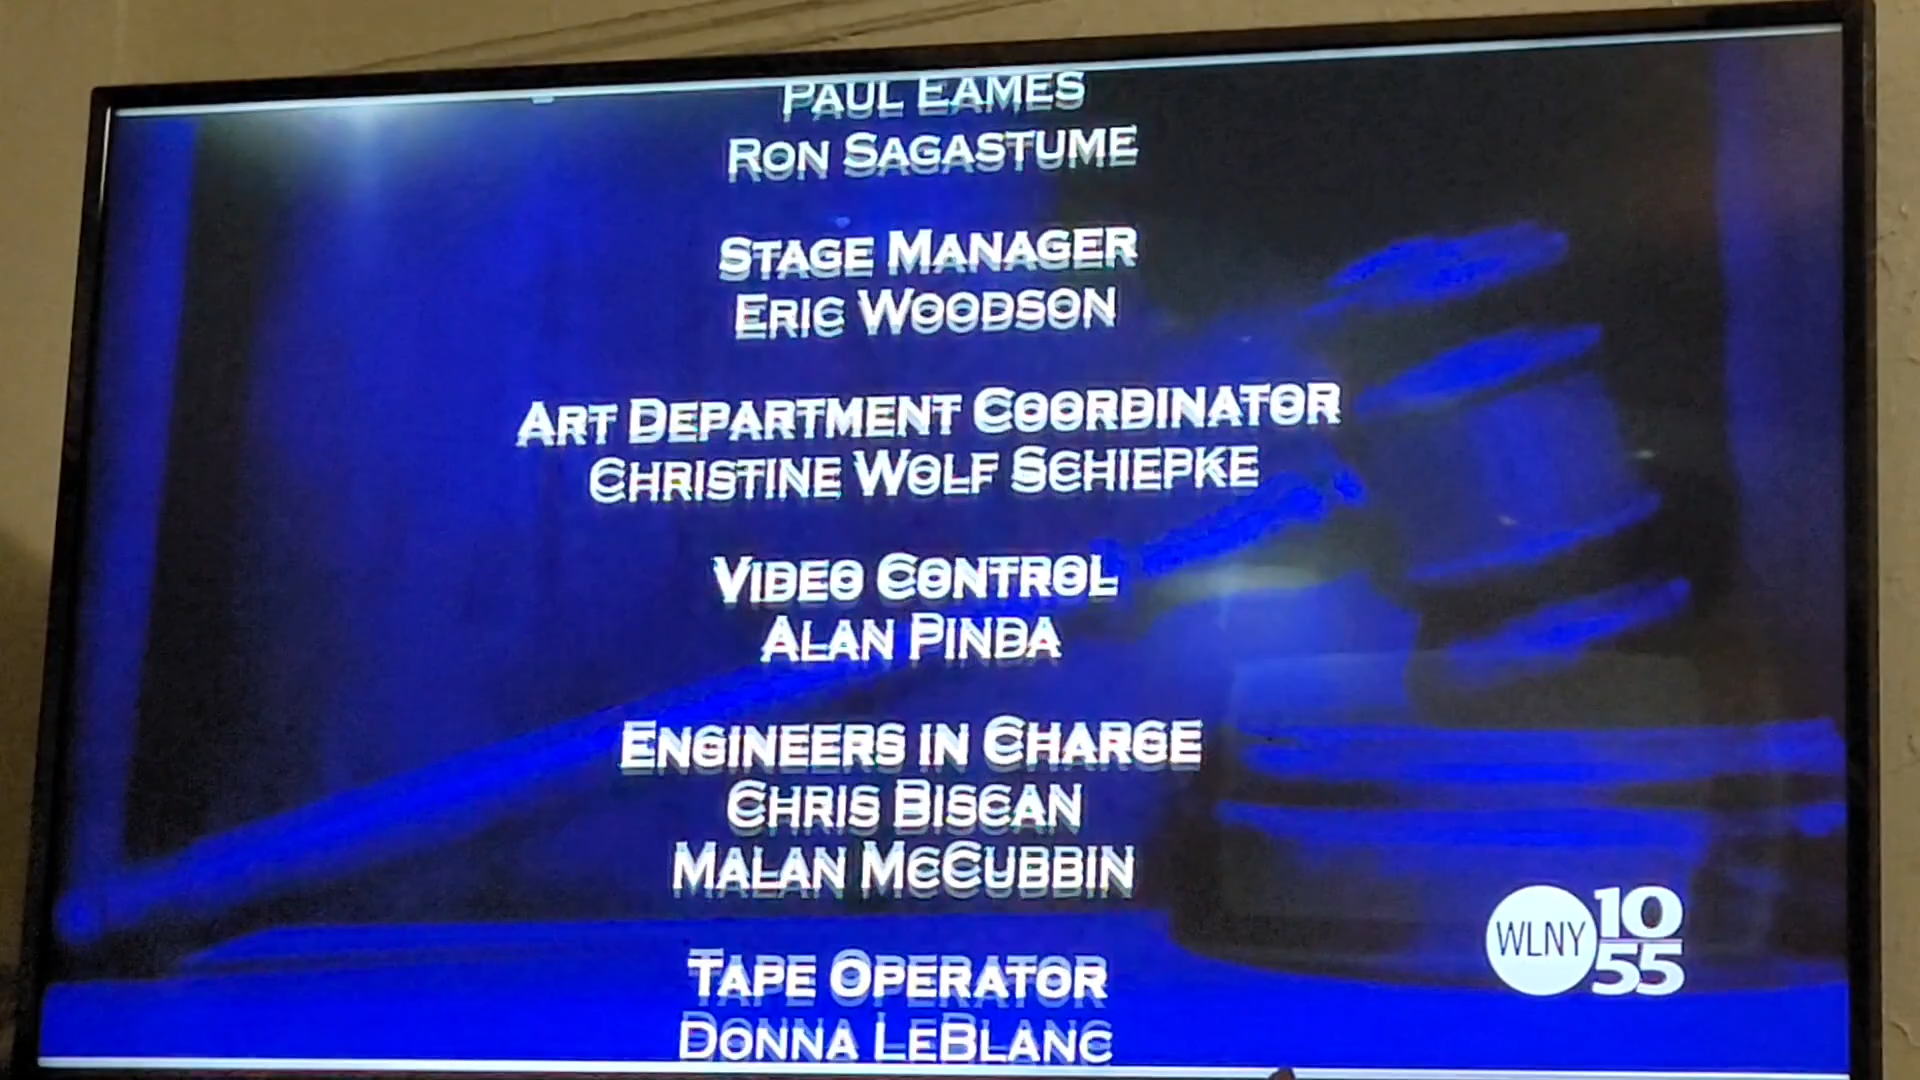 PAUL EAMES
RON SAGASTUME
STAGE MANAGER
ERIC WOODSON
ART DEPARTMENT COORDINATOR
CHRISTINE WOLF SCHIEPKE
VIDEO CONTROL
ALAN PINDA
ENGINEERS IN CHARGE
CHRIS BISCAN
MALAN MCCUBBIN
TAPE OPERATOR
DONNA LEBLANC
WLNY 10
55